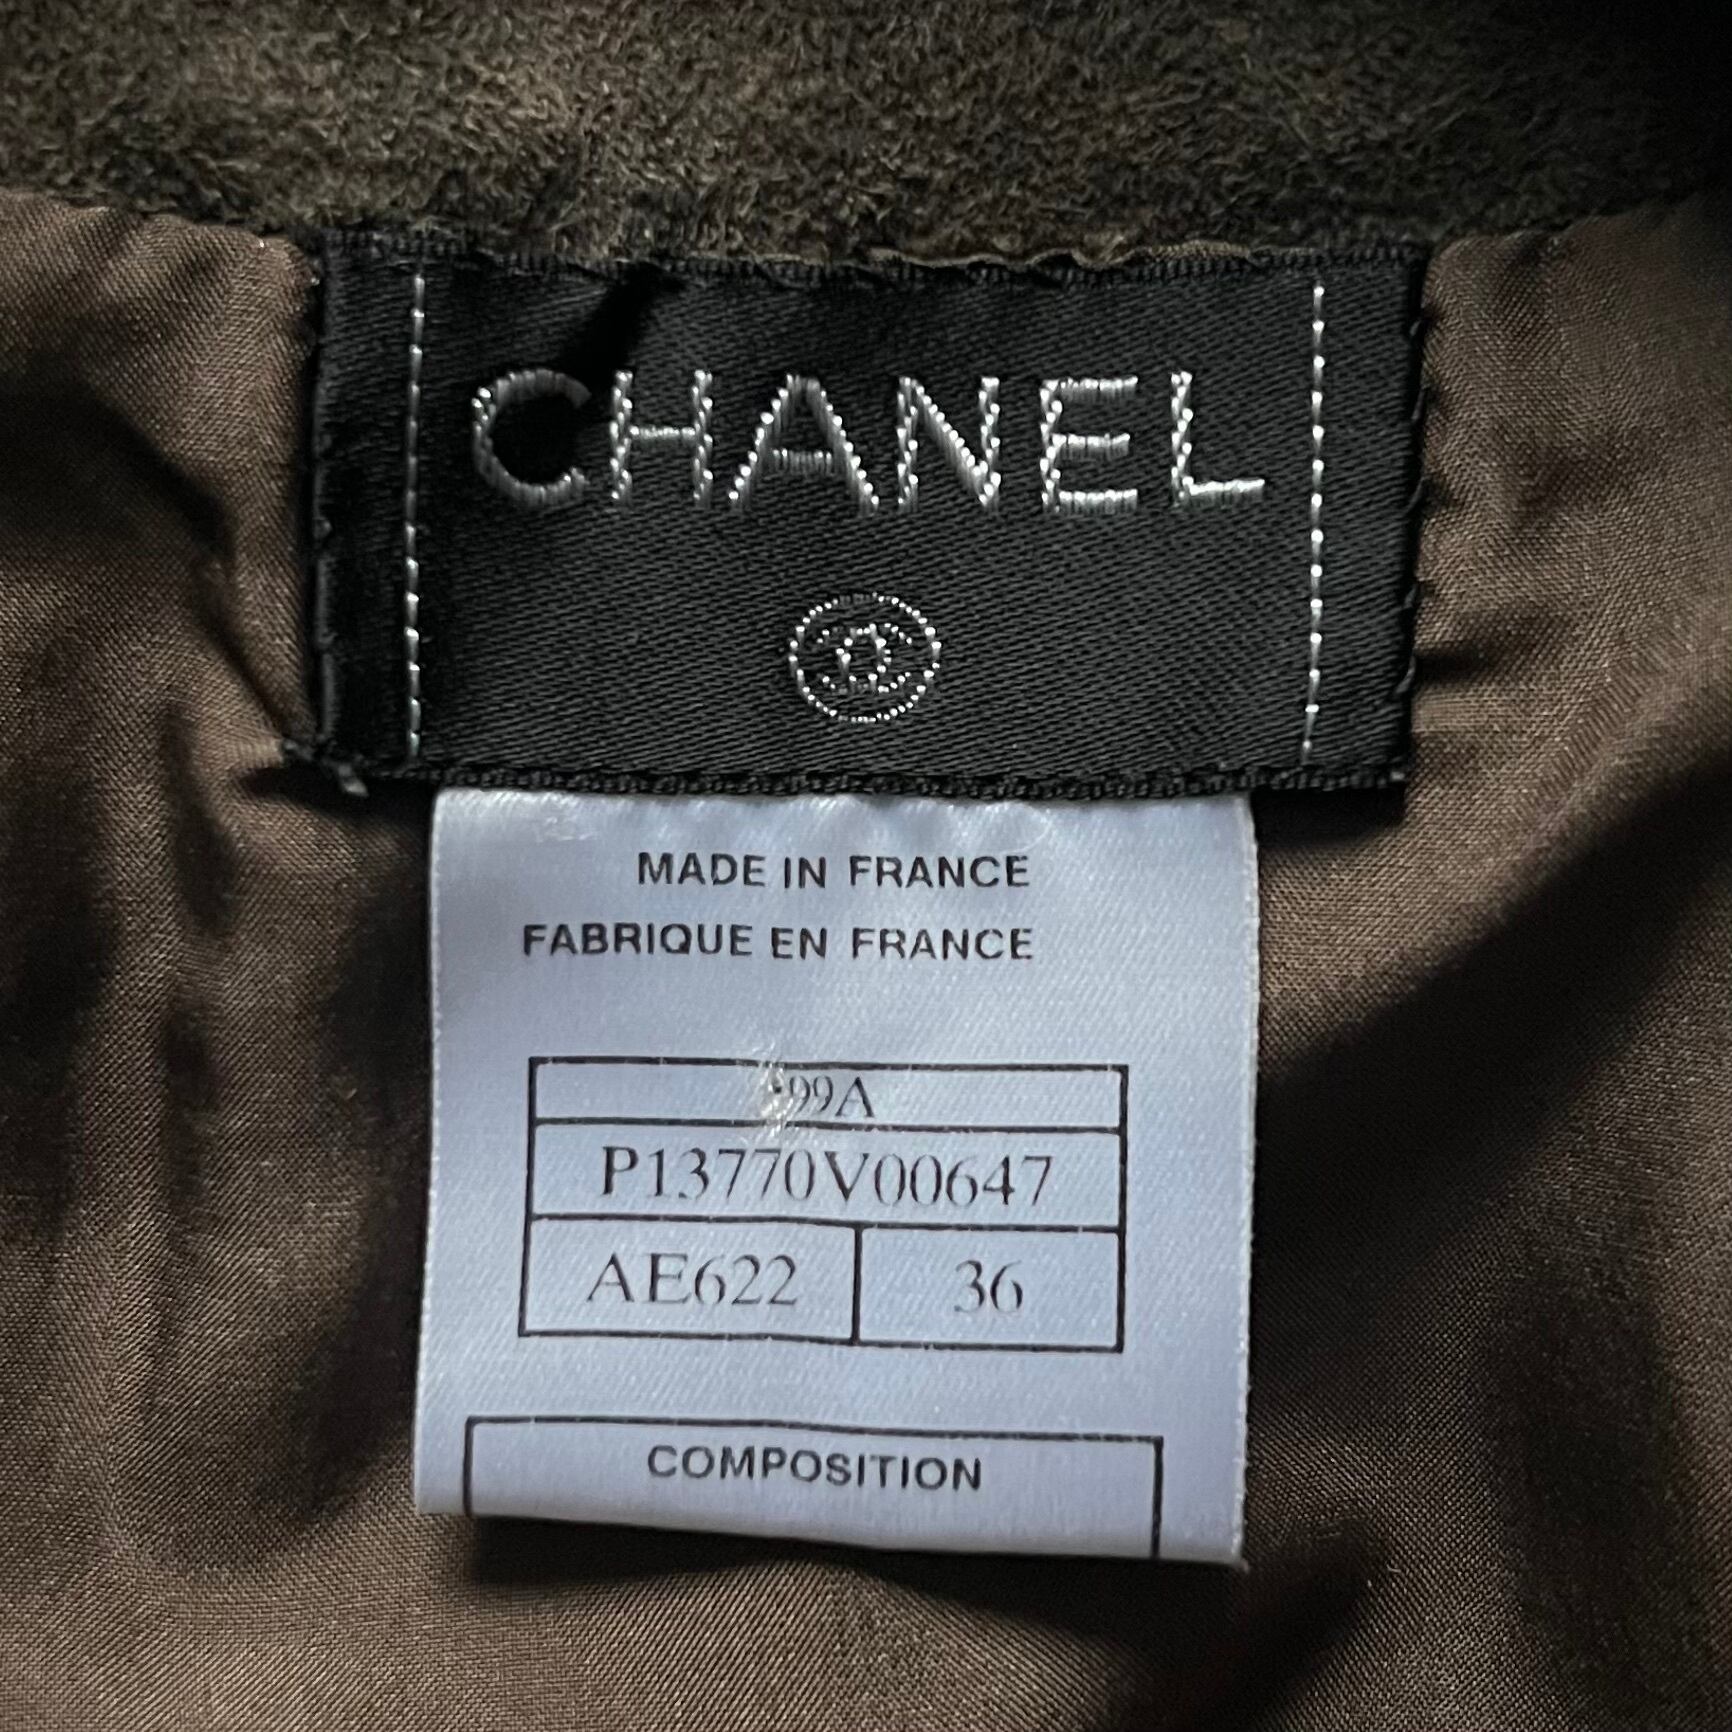 CHANEL
MADE IN FRANCE
FABRIQUE EN FRANCE
99A
P13770V00647
AE622 36
COMPOSITION